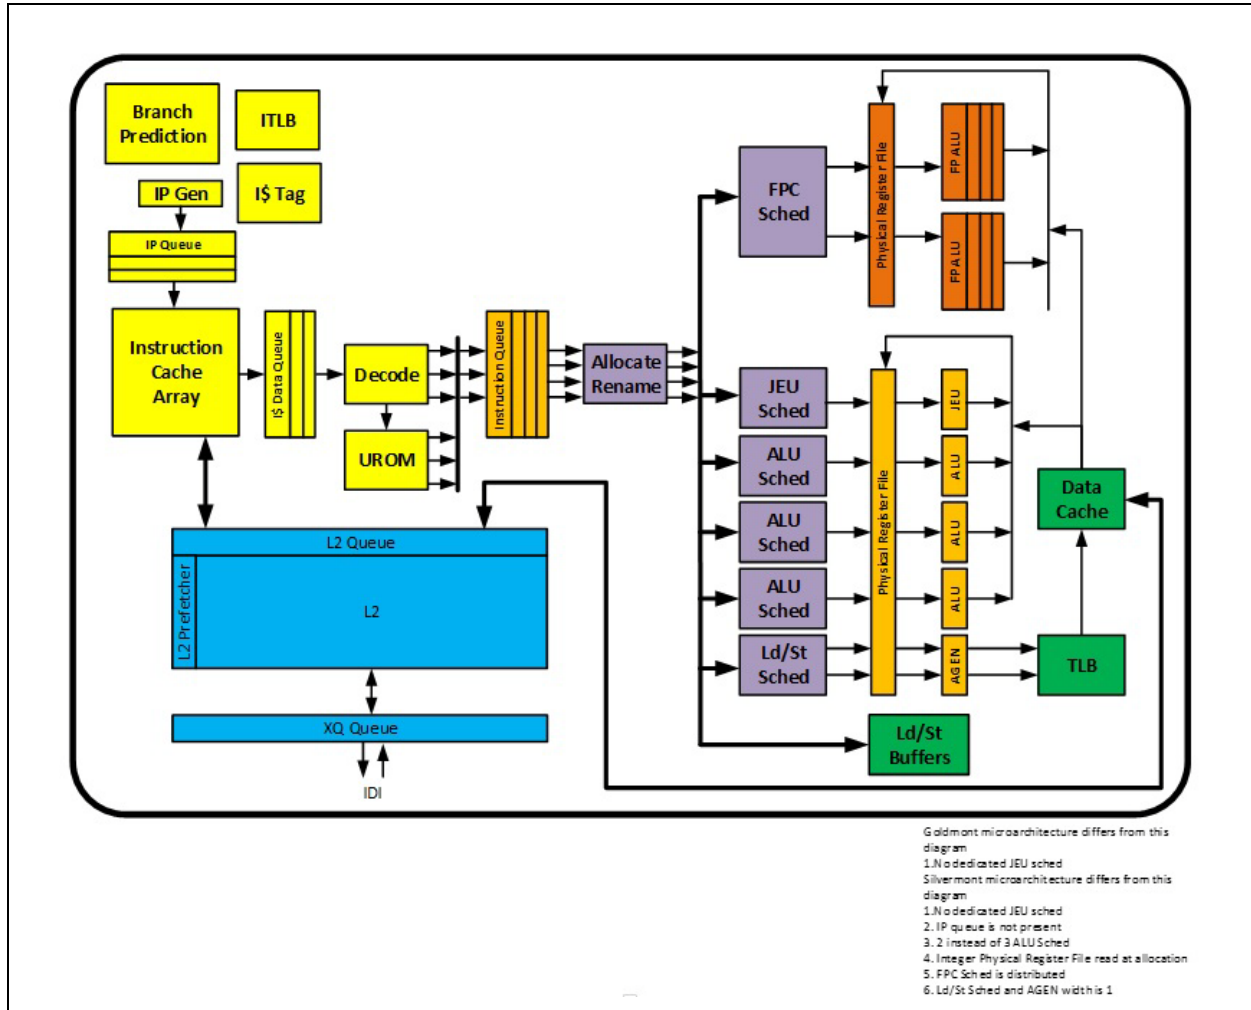 Branch
Prediction
ITLB
IP Gen
I$ Tag
IP Queue
Instruction
Cache
Array
I$ Data Queue
Decode
UROM
Instruction Queue
Allocate
Rename
L2 Queue
L2 Prefetcher
L2
XQ Queue
IDI
FPC
Sched
Physical Register File
FP ALU
FP ALU
JEU
Sched
ALU
Sched
ALU
Sched
ALU
Sched
Ld/St
Sched
Physical Register File
JEU
ALU
ALU
ALU
AGEN
Data
Cache
TLB
Ld/St
Buffers
Goldmont microarchitecture differs from this
diagram
1.No dedicated JEU sched
Silvermont microarchitecture differs from this
diagram
1.No dedicated JEU sched
2. IP queue is not present
3. 2 instead of 3 ALU Sched
4. Integer Physical Register File read at allocation
5. FPC Sched is distributed
6. Ld/St Sched and AGEN width is 1